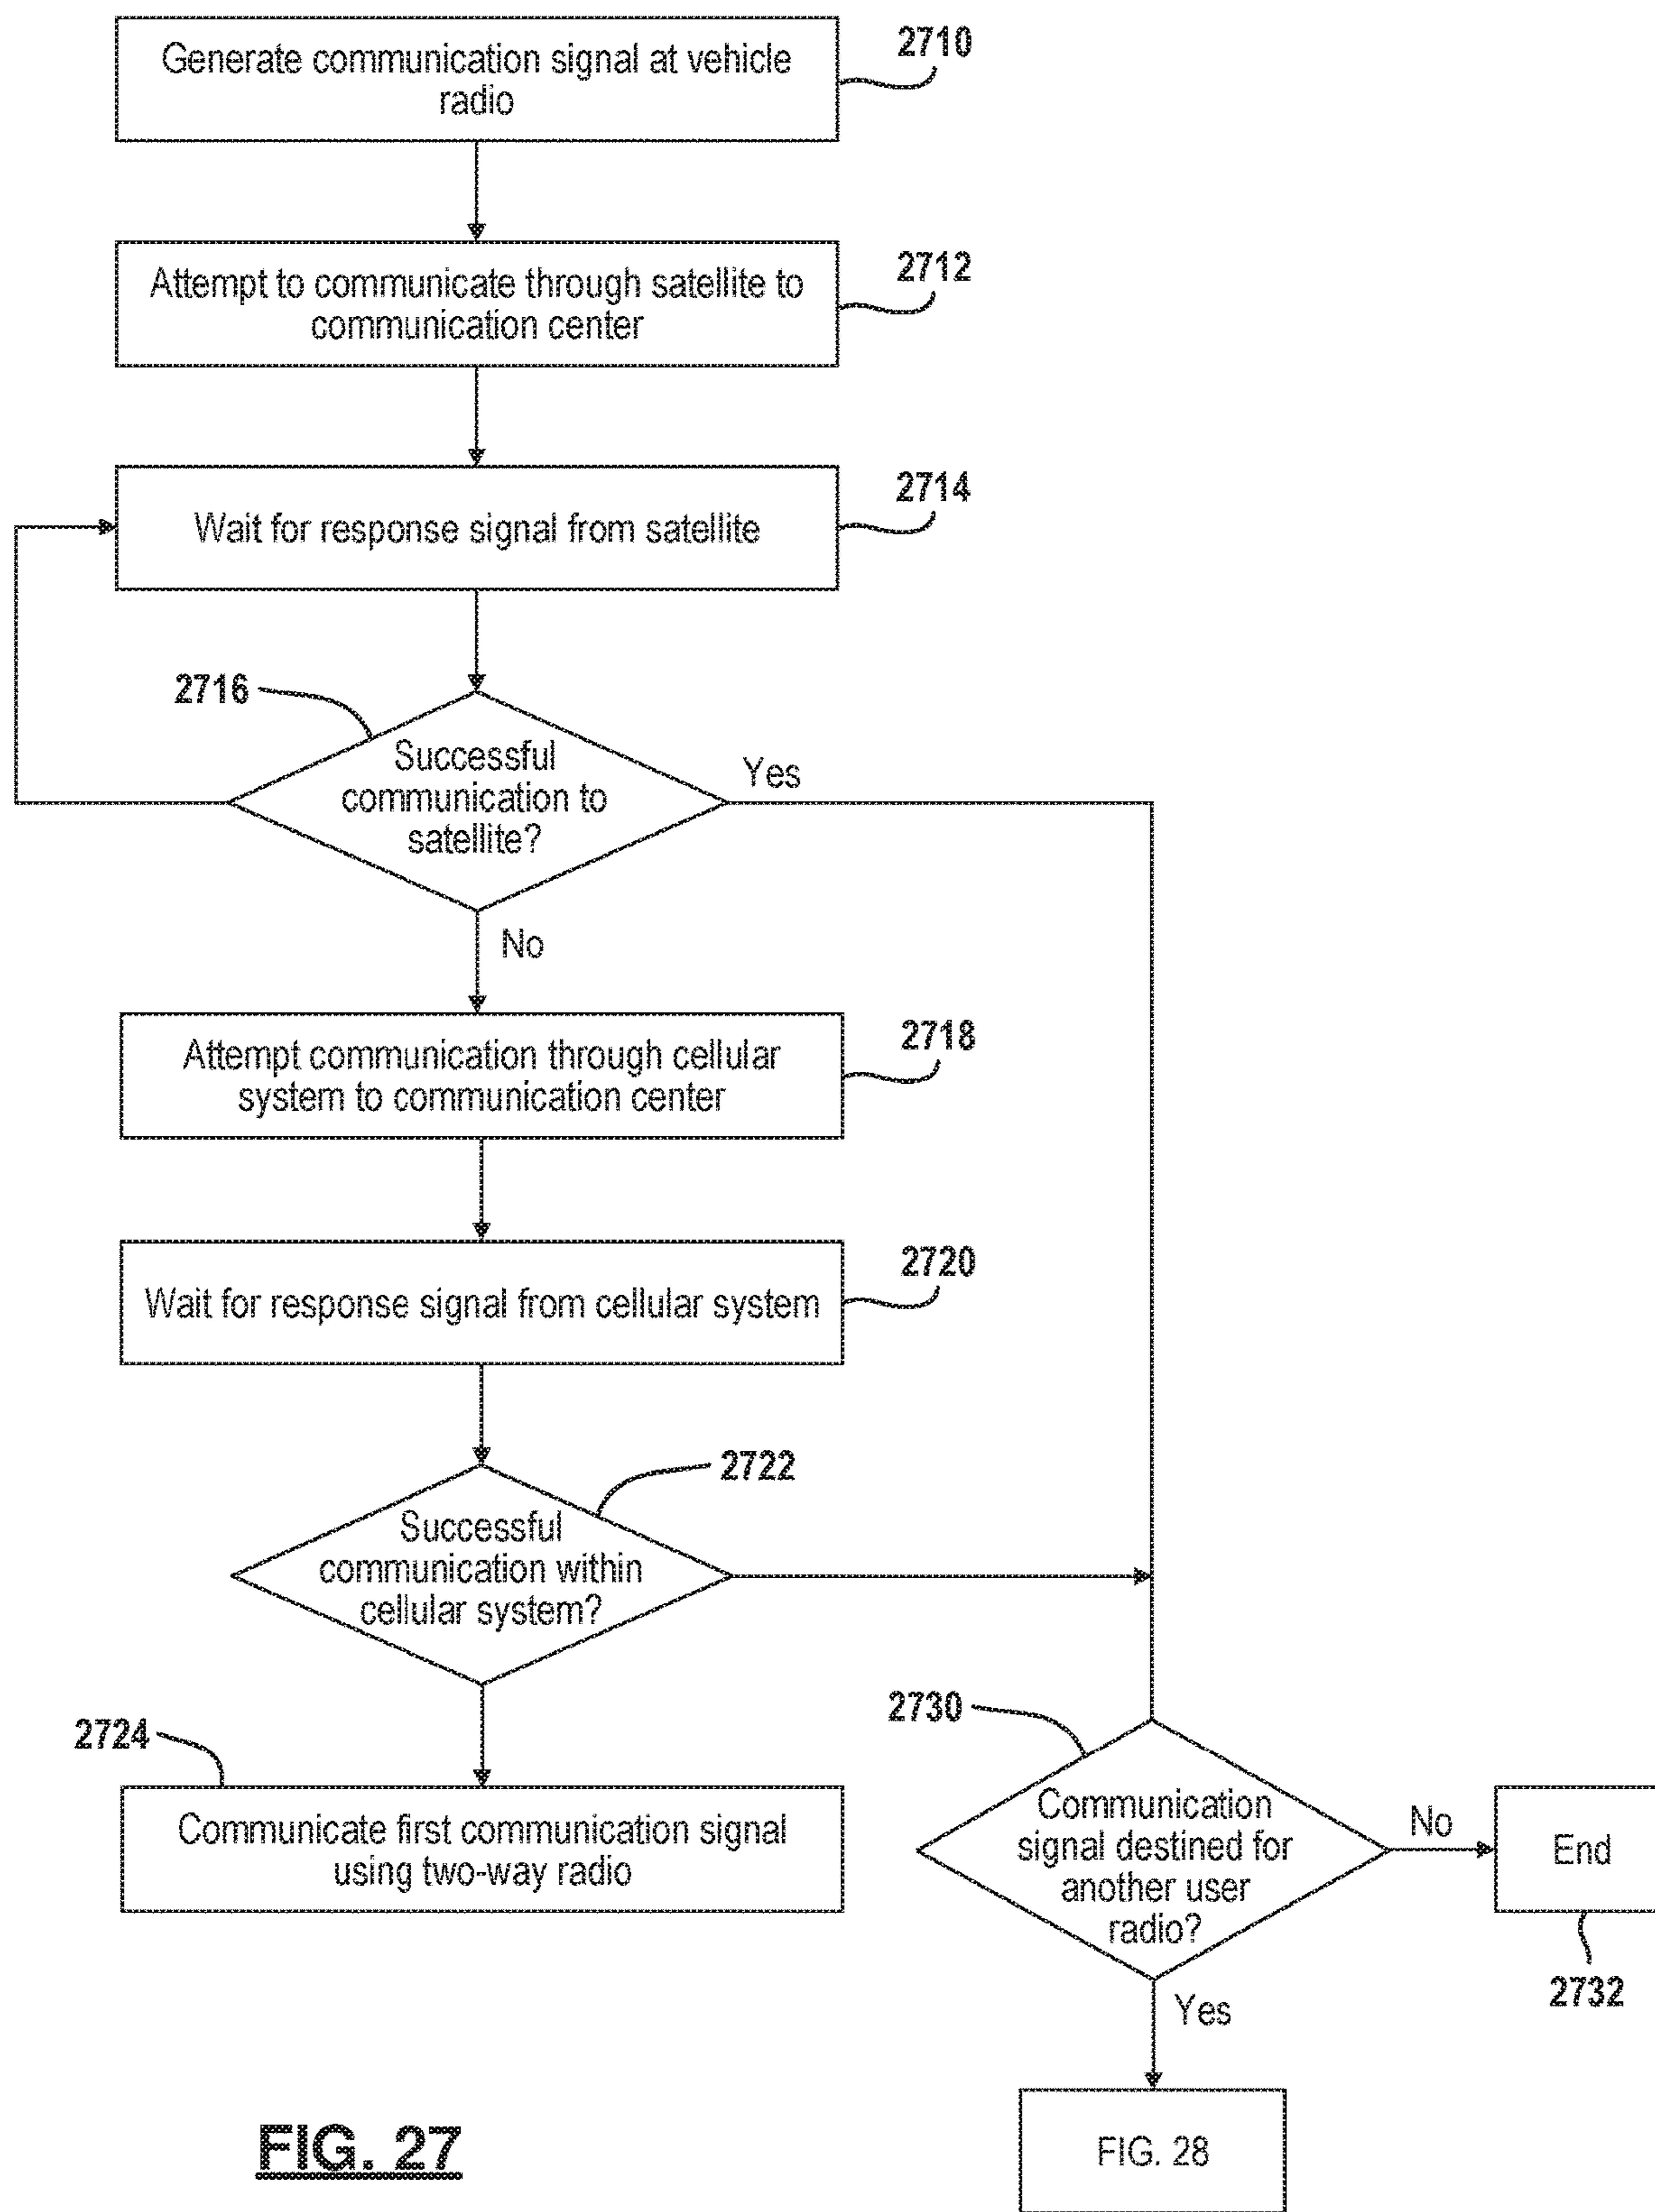 Generate communication signal at vehicle
radio
2710
Attempt to communicate through satellite to
communication center
2712
Wait for response signal from satellite
2714
2716
Successful
communication to
satellite?
Yes
No
Attempt communication through cellular
system to communication center
2718
Wait for response signal from cellular system
2720
2722
Successful
communication within
cellular system?
2724
Communicate first communication signal
using two-way radio
2730
Communication
signal destined for
another user
radio?
No
End
2732
Yes
FIG. 28
FIG. 27